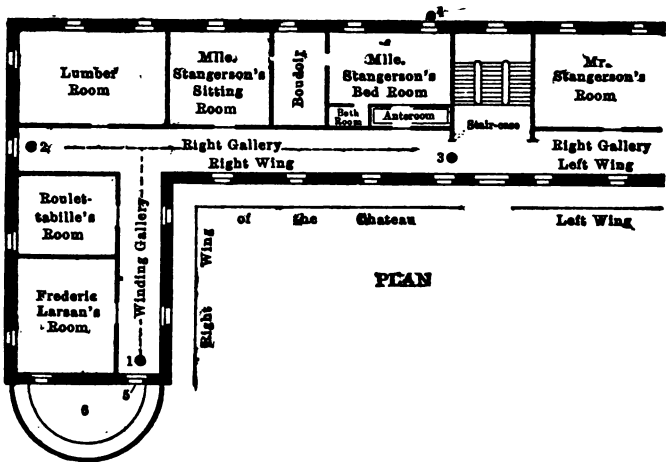 4
Lumber
Room
Mlle.
Stangerson's
Sitting
Room
Boudoir
Mlle.
Stangerson's
Bed Room
Bath
Room
Anteroom
Stair-case
Mr.
Stangerson's
Room
2
Right Gallery
Right Wing
3
Right Gallery
Left Wing
Roulet-
tabille's
Room
Winding Gallery
Frederic
Larsan's
Room
1
5
6
Right Wing
of the Chateau
Left Wing
PLAN